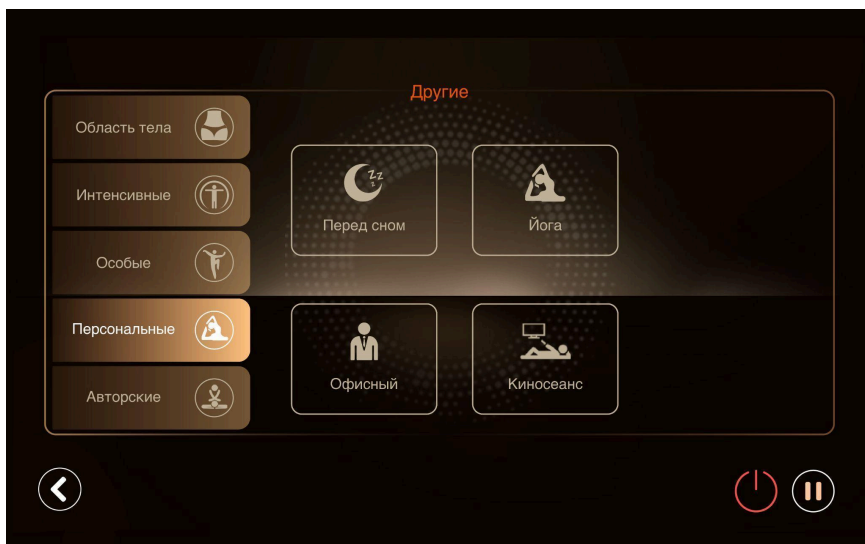 Другие
Область тела
Интенсивные
Особые
Персональные
Авторские
Перед сном
Йога
Офисный
Киносеанс